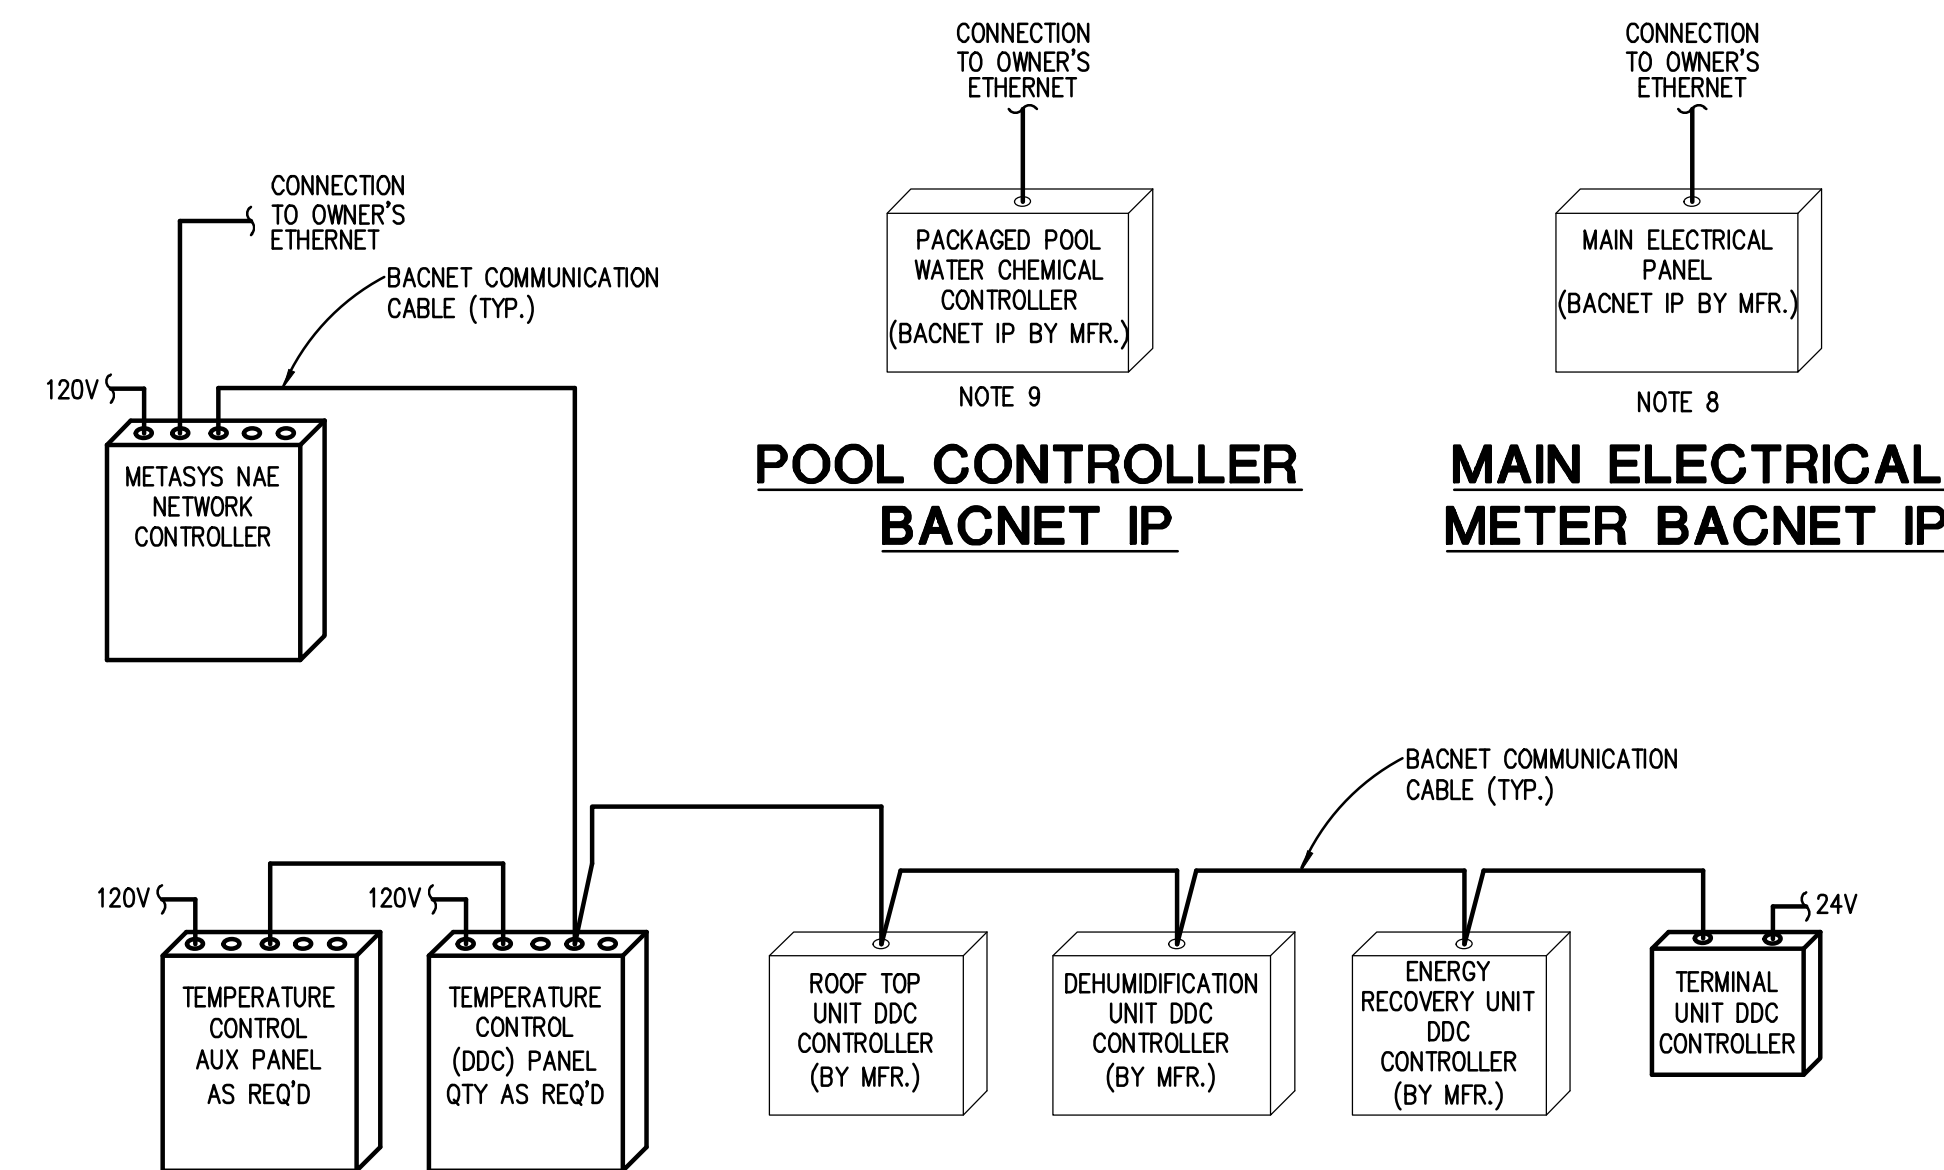 CONNECTION
TO OWNER'S
ETHERNET
CONNECTION
TO OWNER'S
ETHERNET
CONNECTION
TO OWNER'S
ETHERNET
BACNET COMMUNICATION
CABLE (TYP.)
120V
METASYS NAE
NETWORK
CONTROLLER
PACKAGED POOL
WATER CHEMICAL
CONTROLLER
(BACNET IP BY MFR.)
NOTE 9
POOL CONTROLLER
BACNET IP
MAIN ELECTRICAL
PANEL
(BACNET IP BY MFR.)
NOTE 8
MAIN ELECTRICAL
METER BACNET IP
BACNET COMMUNICATION
CABLE (TYP.)
120V
TEMPERATURE
CONTROL
AUX PANEL
AS REQ'D
120V
TEMPERATURE
CONTROL
(DDC) PANEL
QTY AS REQ'D
ROOF TOP
UNIT DDC
CONTROLLER
(BY MFR.)
DEHUMIDIFICATION
UNIT DDC
CONTROLLER
(BY MFR.)
ENERGY
RECOVERY UNIT
DDC
CONTROLLER
(BY MFR.)
24V
TERMINAL
UNIT DDC
CONTROLLER